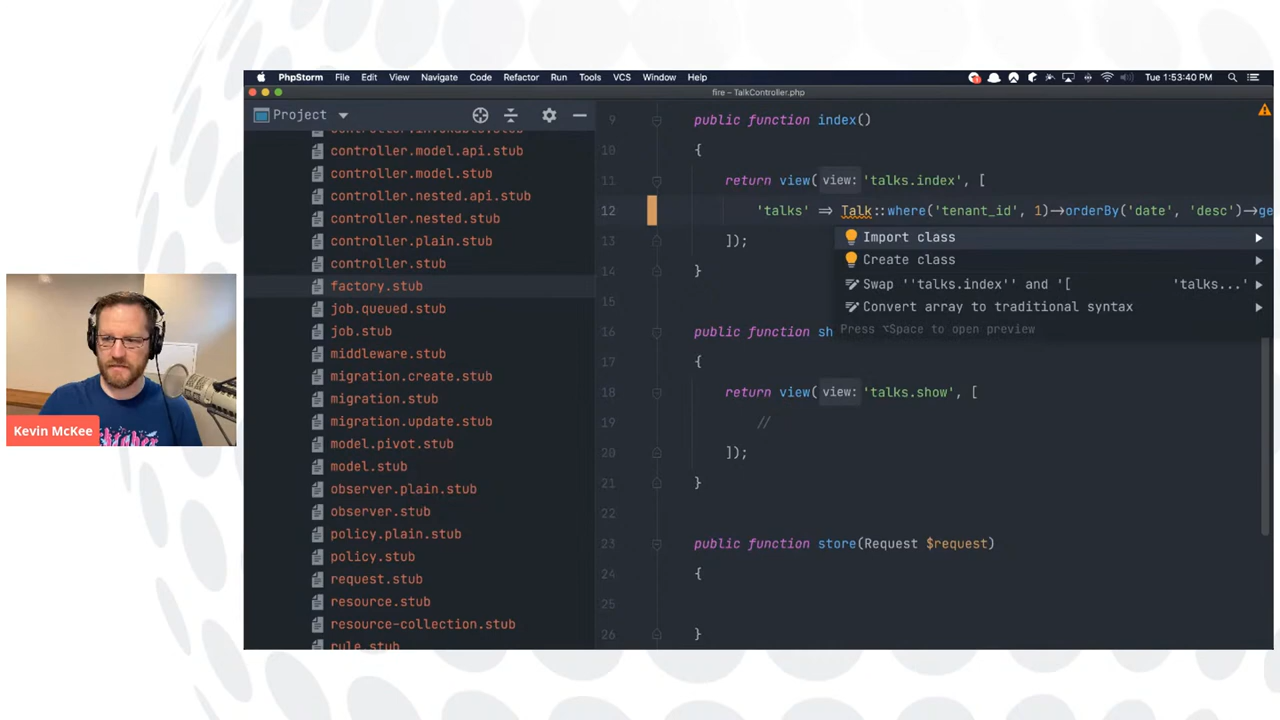 PhpStorm File Edit View Navigate Code Refactor Run Tools VCS Window Help Tue 1:53:40 PM
fire – TalkController.php
Project
controller.invokable.stub
controller.model.api.stub
controller.model.stub
controller.nested.api.stub
controller.nested.stub
controller.plain.stub
controller.stub
factory.stub
job.queued.stub
job.stub
middleware.stub
migration.create.stub
migration.stub
migration.update.stub
model.pivot.stub
model.stub
observer.plain.stub
observer.stub
policy.plain.stub
policy.stub
request.stub
resource.stub
resource-collection.stub
rule.stub
9 public function index()
10 {
11 return view( view: 'talks.index', [
12 'talks' => Talk::where('tenant_id', 1)->orderBy('date', 'desc')->ge
13 ]);
14 }
15
16 public function sh
17 {
18 return view( view: 'talks.show', [
19 //
20 ]);
21 }
22
23 public function store(Request $request)
24 {
25
26 }
Import class
Create class
Swap ''talks.index'' and '[ 'talks...'
Convert array to traditional syntax
Press ⌥Space to open preview
Kevin McKee